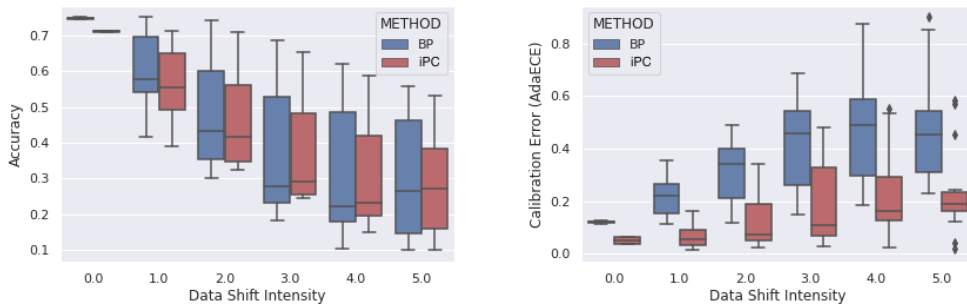 METHOD
BP
iPC
0.7
0.6
0.5
0.4
0.3
0.2
0.1
Accuracy
0.0 1.0 2.0 3.0 4.0 5.0
Data Shift Intensity
METHOD
BP
iPC
0.8
0.6
0.4
0.2
0.0
Calibration Error (AdaECE)
0.0 1.0 2.0 3.0 4.0 5.0
Data Shift Intensity